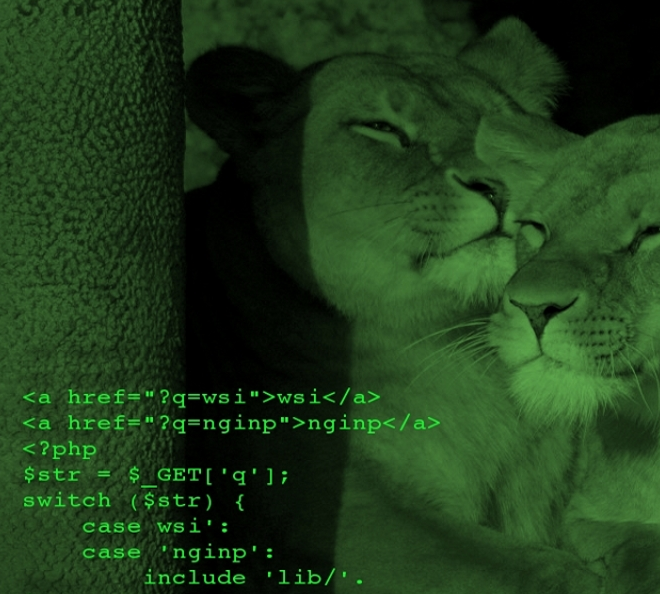 <a href="?q=wsi">wsi</a>
<a href="?q=nginp">nginp</a>
<?php
$str = $_GET['q'];
switch ($str) {
case wsi':
case 'nginp':
include 'lib/'.